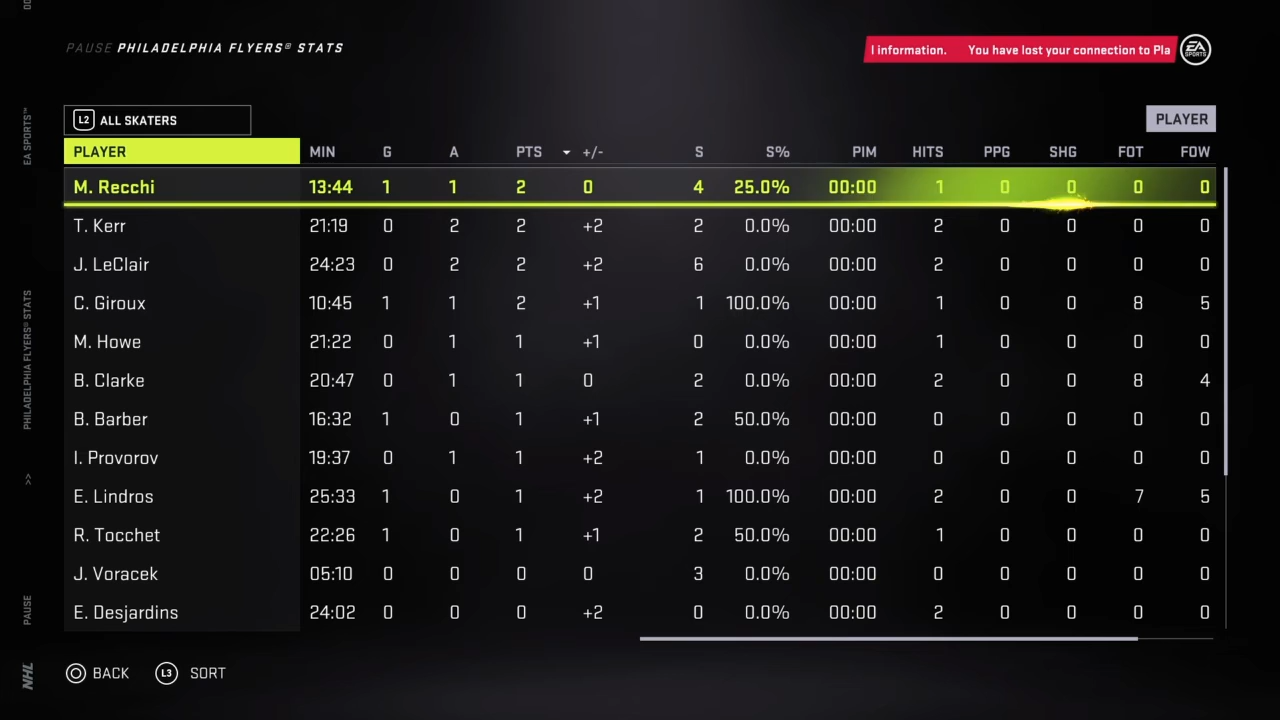 PAUSE PHILADELPHIA FLYERS® STATS
I information. You have lost your connection to Pla
EA SPORTS
L2 ALL SKATERS
PLAYER
PLAYER MIN G A PTS +/- S S% PIM HITS PPG SHG FOT FOW
M. Recchi 13:44 1 1 2 0 4 25.0% 00:00 1 0 0 0 0
T. Kerr 21:19 0 2 2 +2 2 0.0% 00:00 2 0 0 0 0
J. LeClair 24:23 0 2 2 +2 6 0.0% 00:00 2 0 0 0 0
C. Giroux 10:45 1 1 2 +1 1 100.0% 00:00 1 0 0 8 5
M. Howe 21:22 0 1 1 +1 0 0.0% 00:00 1 0 0 0 0
B. Clarke 20:47 0 1 1 0 2 0.0% 00:00 2 0 0 8 4
B. Barber 16:32 1 0 1 +1 2 50.0% 00:00 0 0 0 0 0
I. Provorov 19:37 0 1 1 +2 1 0.0% 00:00 0 0 0 0 0
E. Lindros 25:33 1 0 1 +2 1 100.0% 00:00 2 0 0 7 5
R. Tocchet 22:26 1 0 1 +1 2 50.0% 00:00 1 0 0 0 0
J. Voracek 05:10 0 0 0 0 3 0.0% 00:00 0 0 0 0 0
E. Desjardins 24:02 0 0 0 +2 0 0.0% 00:00 2 0 0 0 0
BACK L3 SORT
EA SPORTS™
PHILADELPHIA FLYERS® STATS
>>
PAUSE
NHL